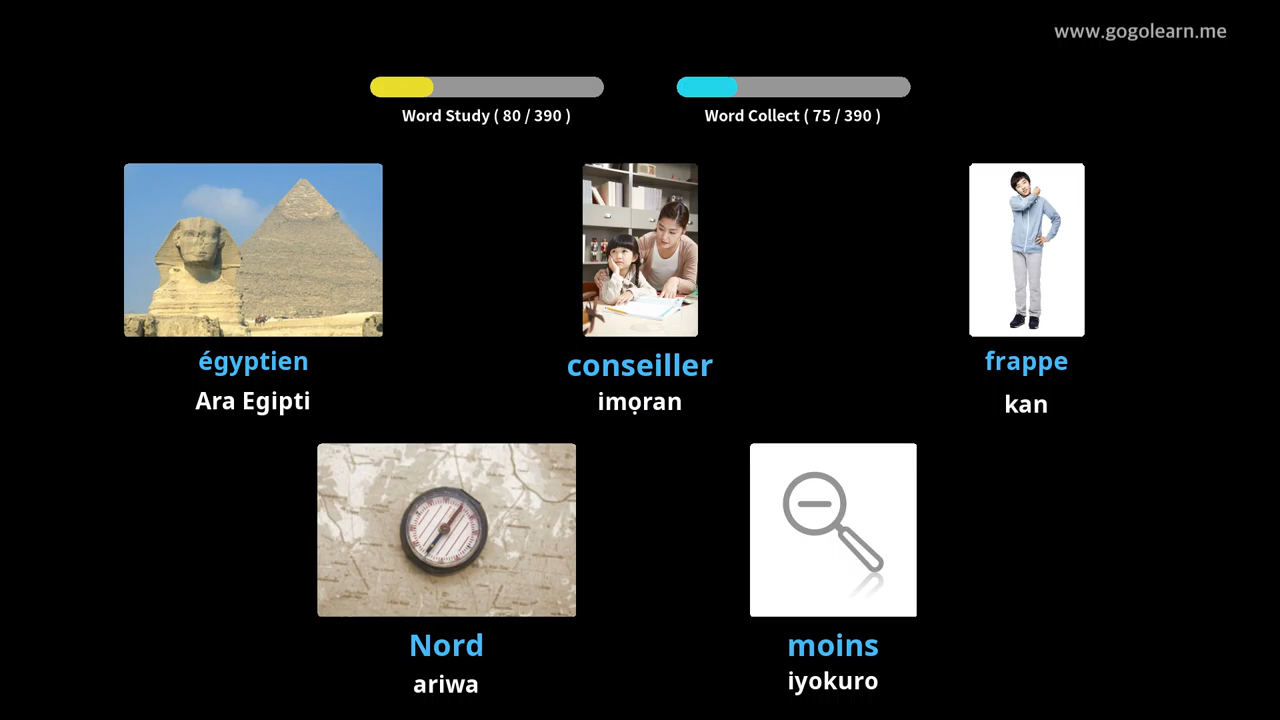 www.gogolearn.me
Word Study ( 80 / 390 )
Word Collect ( 75 / 390 )
égyptien
Ara Egipti
conseiller
imọran
frappe
kan
Nord
ariwa
moins
iyokuro